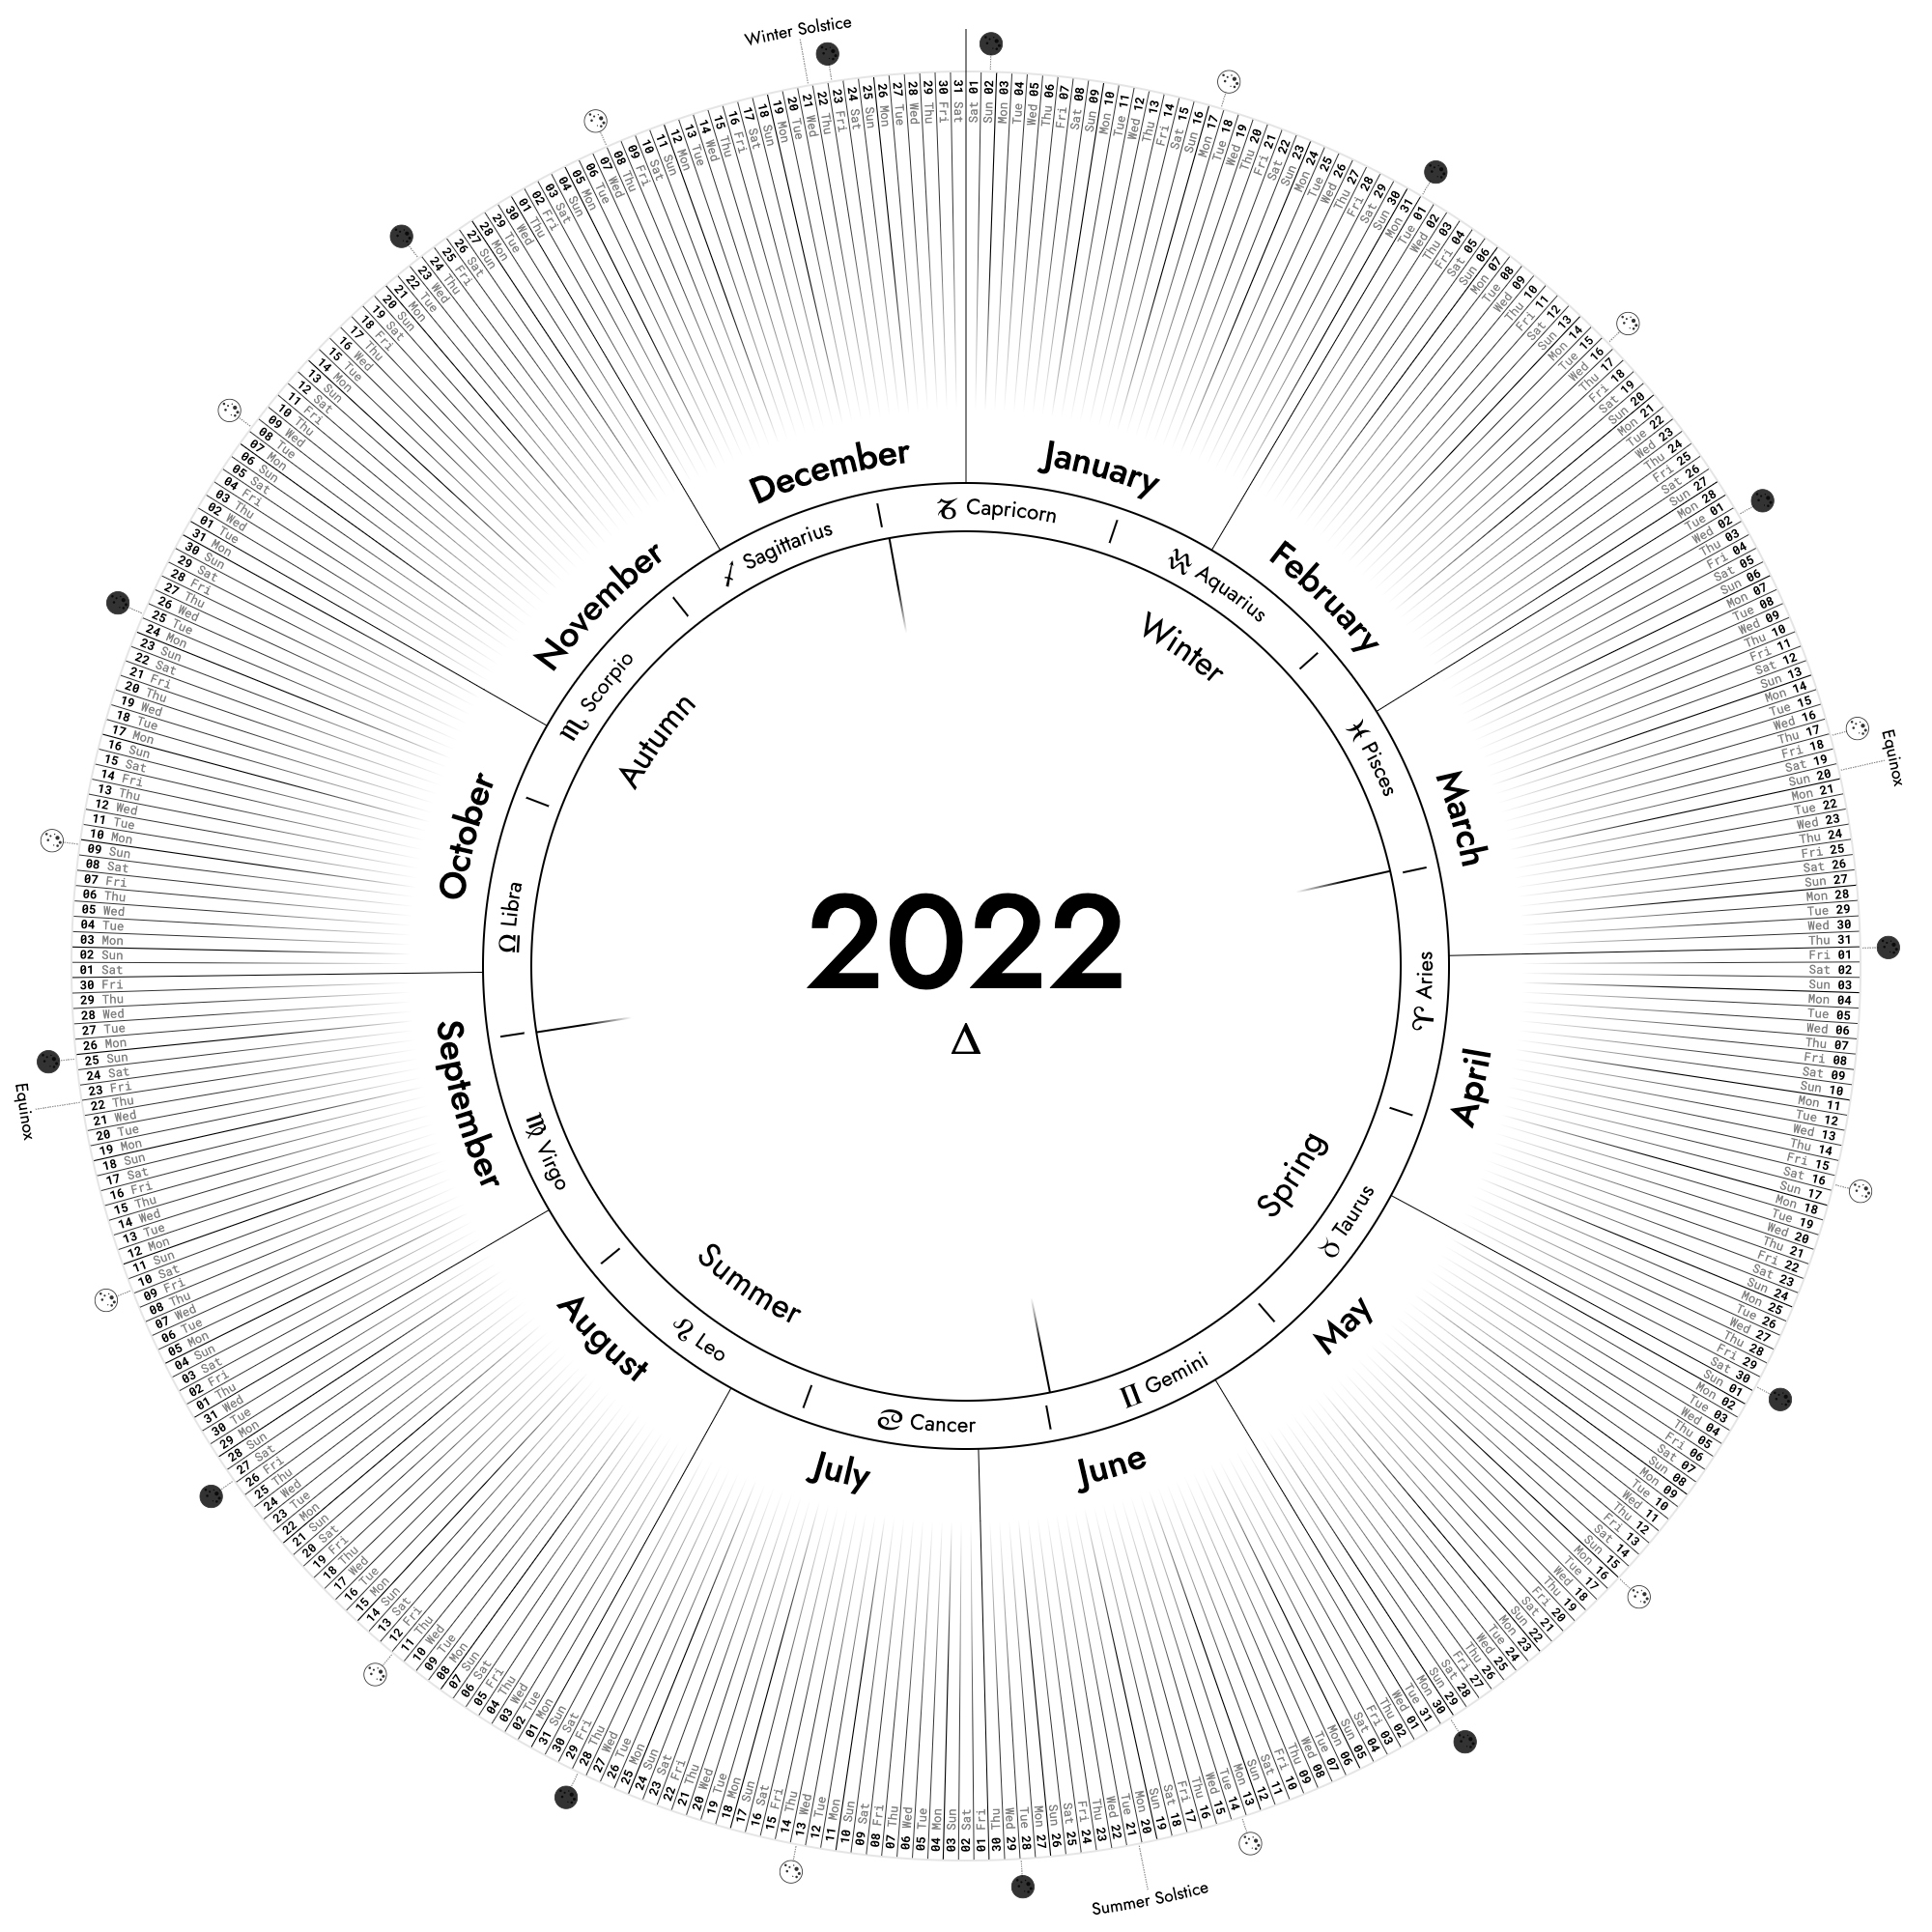 2022
Δ
Winter
Spring
Summer
Autumn
Capricorn
Aquarius
Pisces
Aries
Taurus
Gemini
Cancer
Leo
Virgo
Libra
Scorpio
Sagittarius
January
Sat 01
Sun 02
Mon 03
Tue 04
Wed 05
Thu 06
Fri 07
Sat 08
Sun 09
Mon 10
Tue 11
Wed 12
Thu 13
Fri 14
Sat 15
Sun 16
Mon 17
Tue 18
Wed 19
Thu 20
Fri 21
Sat 22
Sun 23
Mon 24
Tue 25
Wed 26
Thu 27
Fri 28
Sat 29
Sun 30
Mon 31
February
Tue 01
Wed 02
Thu 03
Fri 04
Sat 05
Sun 06
Mon 07
Tue 08
Wed 09
Thu 10
Fri 11
Sat 12
Sun 13
Mon 14
Tue 15
Wed 16
Thu 17
Fri 18
Sat 19
Sun 20
Mon 21
Tue 22
Wed 23
Thu 24
Fri 25
Sat 26
Sun 27
Mon 28
March
Tue 01
Wed 02
Thu 03
Fri 04
Sat 05
Sun 06
Mon 07
Tue 08
Wed 09
Thu 10
Fri 11
Sat 12
Sun 13
Mon 14
Tue 15
Wed 16
Thu 17
Fri 18
Sat 19
Sun 20
Equinox
Mon 21
Tue 22
Wed 23
Thu 24
Fri 25
Sat 26
Sun 27
Mon 28
Tue 29
Wed 30
Thu 31
April
Fri 01
Sat 02
Sun 03
Mon 04
Tue 05
Wed 06
Thu 07
Fri 08
Sat 09
Sun 10
Mon 11
Tue 12
Wed 13
Thu 14
Fri 15
Sat 16
Sun 17
Mon 18
Tue 19
Wed 20
Thu 21
Fri 22
Sat 23
Sun 24
Mon 25
Tue 26
Wed 27
Thu 28
Fri 29
Sat 30
May
Sun 01
Mon 02
Tue 03
Wed 04
Thu 05
Fri 06
Sat 07
Sun 08
Mon 09
Tue 10
Wed 11
Thu 12
Fri 13
Sat 14
Sun 15
Mon 16
Tue 17
Wed 18
Thu 19
Fri 20
Sat 21
Sun 22
Mon 23
Tue 24
Wed 25
Thu 26
Fri 27
Sat 28
Sun 29
Mon 30
Tue 31
June
Wed 01
Thu 02
Fri 03
Sat 04
Sun 05
Mon 06
Tue 07
Wed 08
Thu 09
Fri 10
Sat 11
Sun 12
Mon 13
Tue 14
Wed 15
Thu 16
Fri 17
Sat 18
Sun 19
Mon 20
Tue 21
Summer Solstice
Wed 22
Thu 23
Fri 24
Sat 25
Sun 26
Mon 27
Tue 28
Wed 29
Thu 30
July
Fri 01
02 Sat
03 Sun
04 Mon
05 Tue
06 Wed
07 Thu
08 Fri
09 Sat
10 Sun
11 Mon
12 Tue
13 Wed
14 Thu
15 Fri
16 Sat
17 Sun
18 Mon
19 Tue
20 Wed
21 Thu
22 Fri
23 Sat
24 Sun
25 Mon
26 Tue
27 Wed
28 Thu
29 Fri
30 Sat
31 Sun
August
01 Mon
02 Tue
03 Wed
04 Thu
05 Fri
06 Sat
07 Sun
08 Mon
09 Tue
10 Wed
11 Thu
12 Fri
13 Sat
14 Sun
15 Mon
16 Tue
17 Wed
18 Thu
19 Fri
20 Sat
21 Sun
22 Mon
23 Tue
24 Wed
25 Thu
26 Fri
27 Sat
28 Sun
29 Mon
30 Tue
31 Wed
September
01 Thu
02 Fri
03 Sat
04 Sun
05 Mon
06 Tue
07 Wed
08 Thu
09 Fri
10 Sat
11 Sun
12 Mon
13 Tue
14 Wed
15 Thu
16 Fri
17 Sat
18 Sun
19 Mon
20 Tue
21 Wed
22 Thu
Equinox
23 Fri
24 Sat
25 Sun
26 Mon
27 Tue
28 Wed
29 Thu
30 Fri
October
01 Sat
02 Sun
03 Mon
04 Tue
05 Wed
06 Thu
07 Fri
08 Sat
09 Sun
10 Mon
11 Tue
12 Wed
13 Thu
14 Fri
15 Sat
16 Sun
17 Mon
18 Tue
19 Wed
20 Thu
21 Fri
22 Sat
23 Sun
24 Mon
25 Tue
26 Wed
27 Thu
28 Fri
29 Sat
30 Sun
31 Mon
November
01 Tue
02 Wed
03 Thu
04 Fri
05 Sat
06 Sun
07 Mon
08 Tue
09 Wed
10 Thu
11 Fri
12 Sat
13 Sun
14 Mon
15 Tue
16 Wed
17 Thu
18 Fri
19 Sat
20 Sun
21 Mon
22 Tue
23 Wed
24 Thu
25 Fri
26 Sat
27 Sun
28 Mon
29 Tue
30 Wed
December
01 Thu
02 Fri
03 Sat
04 Sun
05 Mon
06 Tue
07 Wed
08 Thu
09 Fri
10 Sat
11 Sun
12 Mon
13 Tue
14 Wed
15 Thu
16 Fri
17 Sat
18 Sun
19 Mon
20 Tue
21 Wed
Winter Solstice
22 Thu
23 Fri
24 Sat
25 Sun
26 Mon
27 Tue
28 Wed
29 Thu
30 Fri
31 Sat